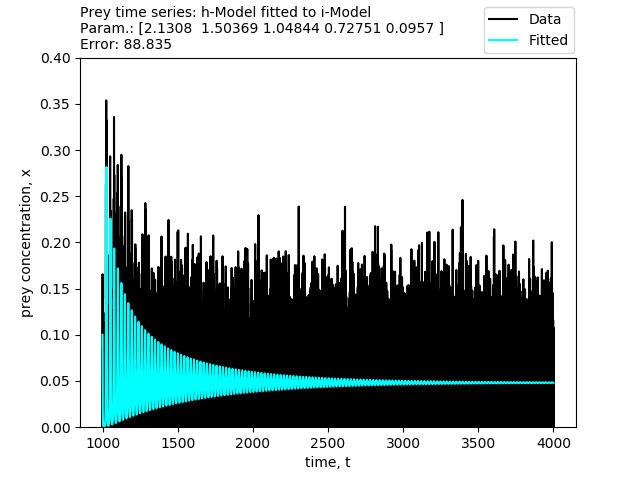 Prey time series: h-Model fitted to i-Model
Param.: [2.1308  1.50369 1.04844 0.72751 0.0957 ]
Error: 88.835
Data
Fitted
0.40
0.35
0.30
0.25
0.20
0.15
0.10
0.05
0.00
prey concentration, x
1000 1500 2000 2500 3000 3500 4000
time, t